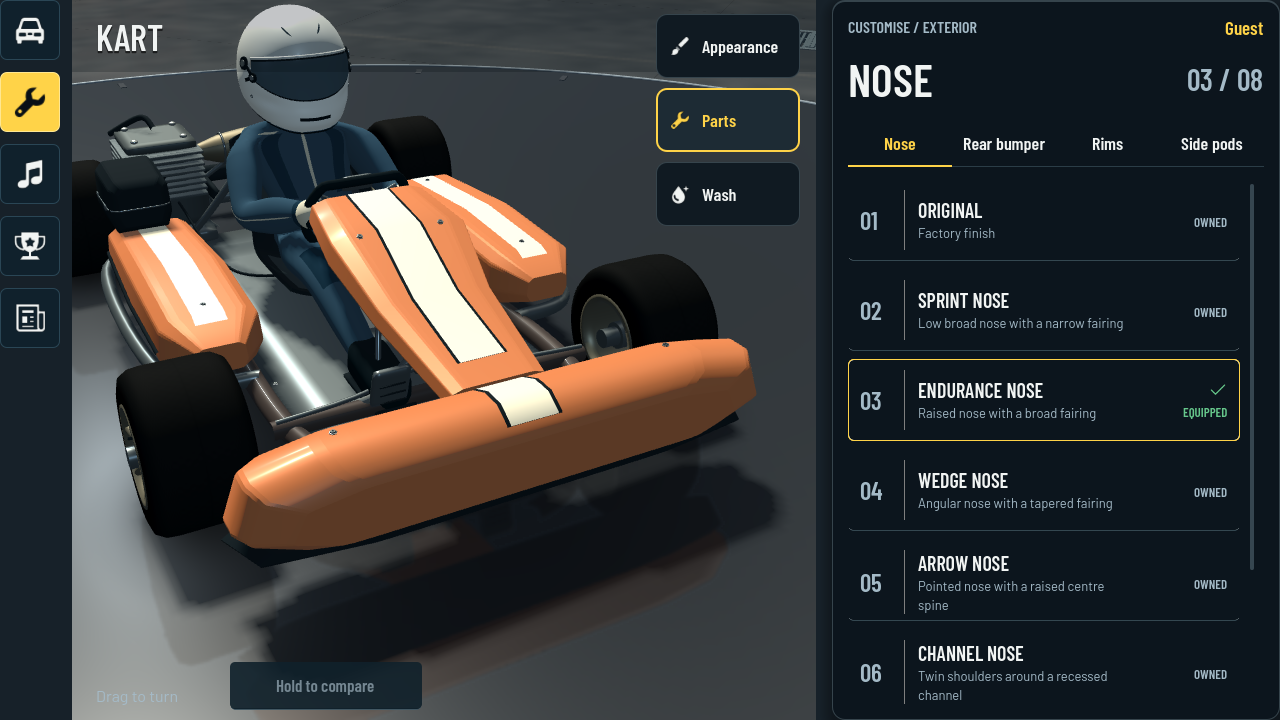 KART
Appearance
Parts
Wash
Hold to compare
Drag to turn
CUSTOMISE / EXTERIOR
Guest
NOSE
03 / 08
Nose
Rear bumper
Rims
Side pods
01
ORIGINAL
Factory finish
OWNED
02
SPRINT NOSE
Low broad nose with a narrow fairing
OWNED
03
ENDURANCE NOSE
Raised nose with a broad fairing
EQUIPPED
04
WEDGE NOSE
Angular nose with a tapered fairing
OWNED
05
ARROW NOSE
Pointed nose with a raised centre
spine
OWNED
06
CHANNEL NOSE
Twin shoulders around a recessed
channel
OWNED